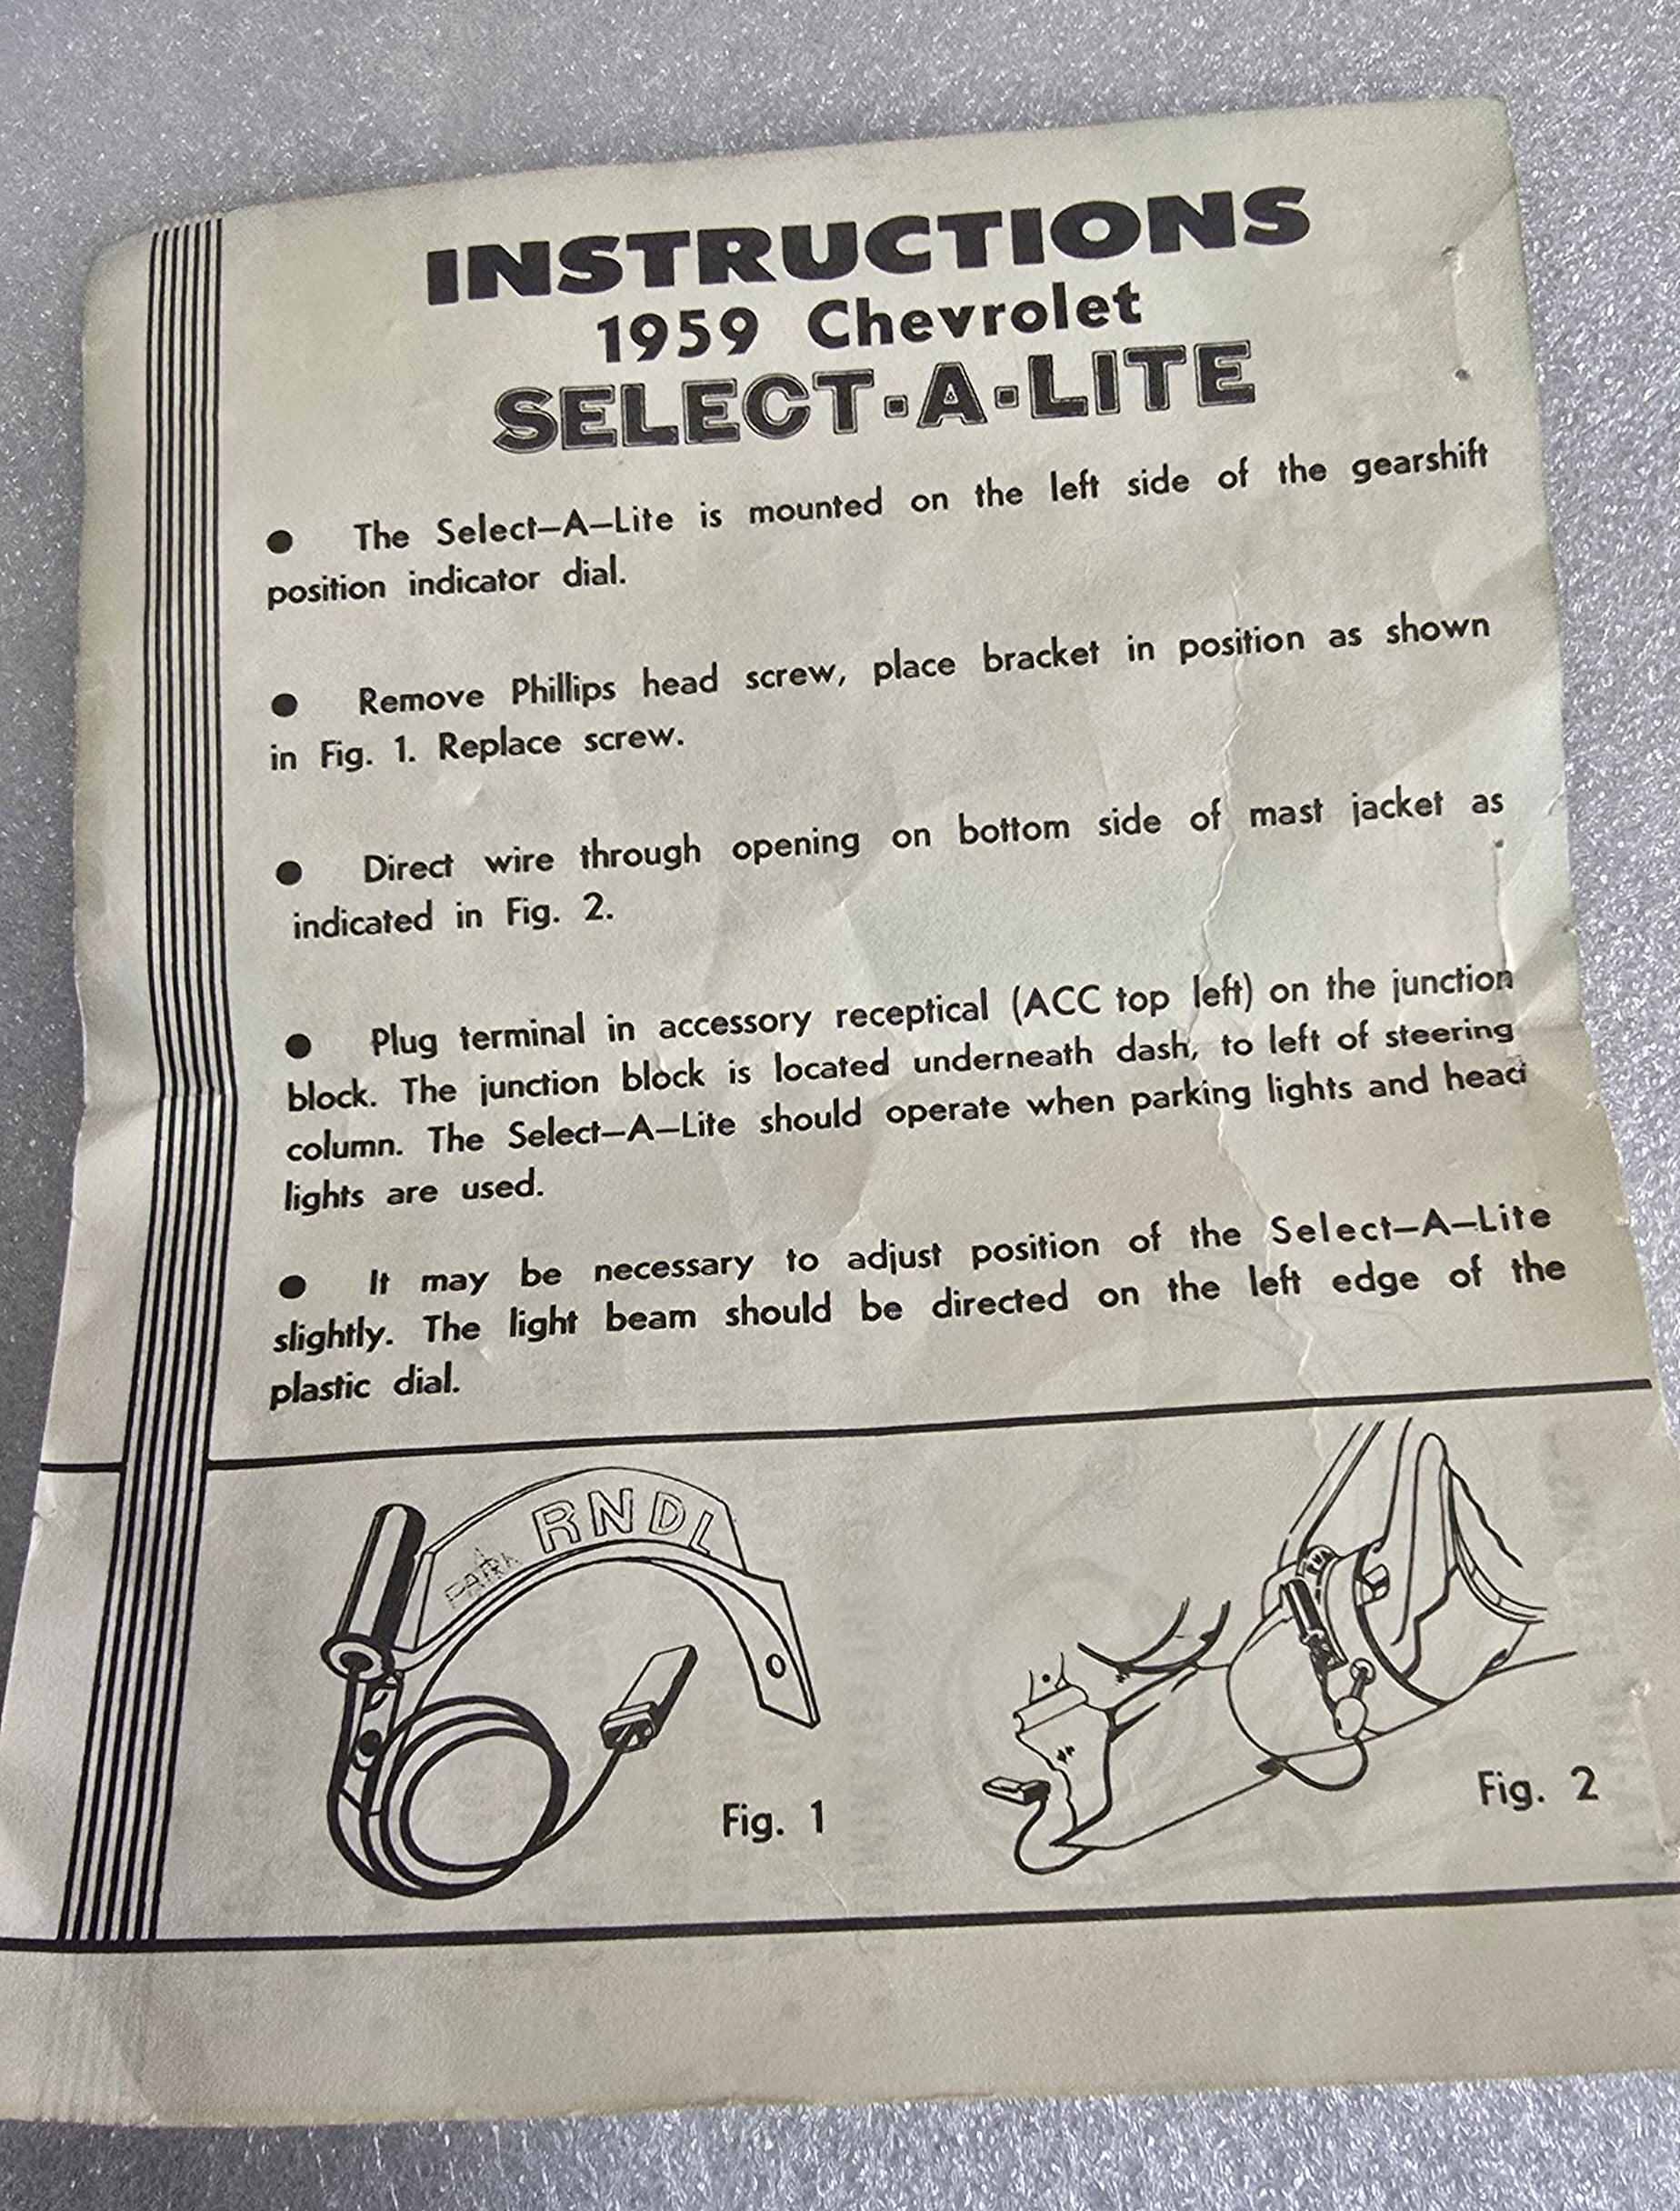 INSTRUCTIONS
1959 Chevrolet
SELECT-A-LITE
● The Select–A–Lite is mounted on the left side of the gearshift
position indicator dial.
● Remove Phillips head screw, place bracket in position as shown
in Fig. 1. Replace screw.
● Direct wire through opening on bottom side of mast jacket as
indicated in Fig. 2.
● Plug terminal in accessory receptical (ACC top left) on the junction
block. The junction block is located underneath dash, to left of steering
column. The Select–A–Lite should operate when parking lights and head
lights are used.
● It may be necessary to adjust position of the Select–A–Lite
slightly. The light beam should be directed on the left edge of the
plastic dial.
PARK RNDL
Fig. 1
Fig. 2